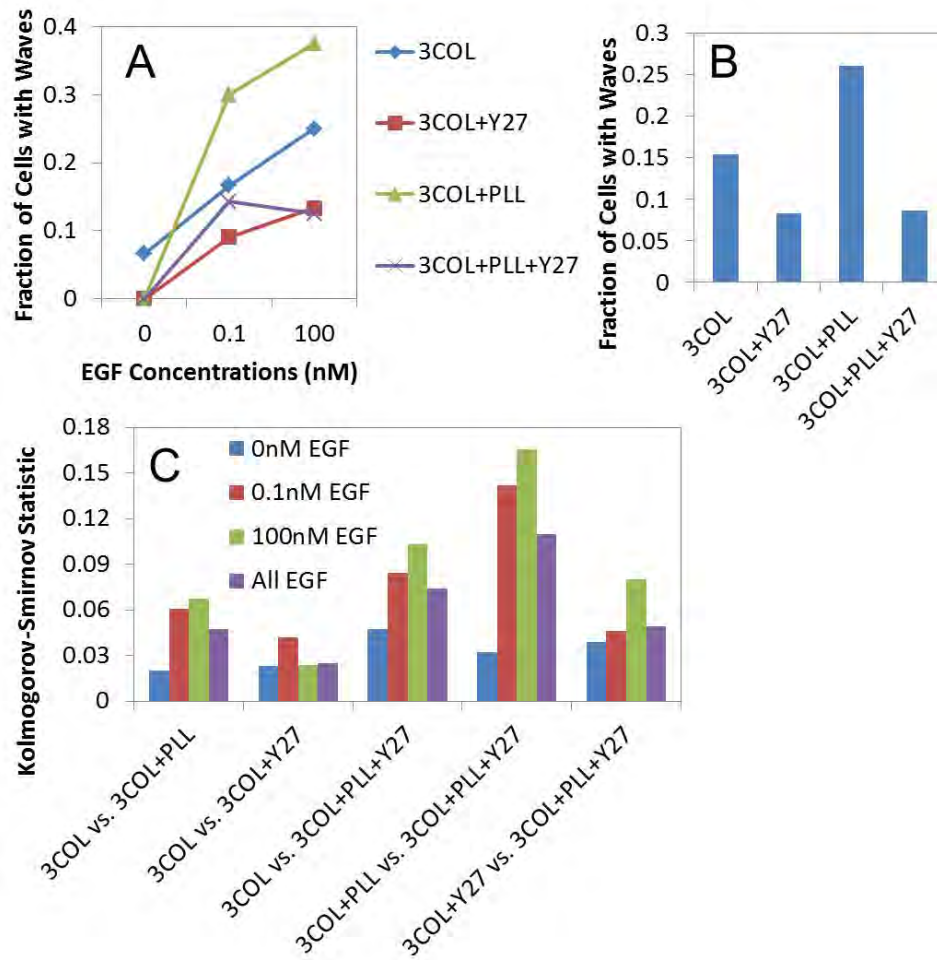 A
Fraction of Cells with Waves
0.4
0.3
0.2
0.1
0
0
0.1
100
EGF Concentrations (nM)
3COL
3COL+Y27
3COL+PLL
3COL+PLL+Y27
B
Fraction of Cells with Waves
0.3
0.25
0.2
0.15
0.1
0.05
0
3COL
3COL+Y27
3COL+PLL
3COL+PLL+Y27
C
Kolmogorov-Smirnov Statistic
0.18
0.15
0.12
0.09
0.06
0.03
0
0nM EGF
0.1nM EGF
100nM EGF
All EGF
3COL vs. 3COL+PLL
3COL vs. 3COL+Y27
3COL vs. 3COL+PLL+Y27
3COL+PLL vs. 3COL+PLL+Y27
3COL+Y27 vs. 3COL+PLL+Y27